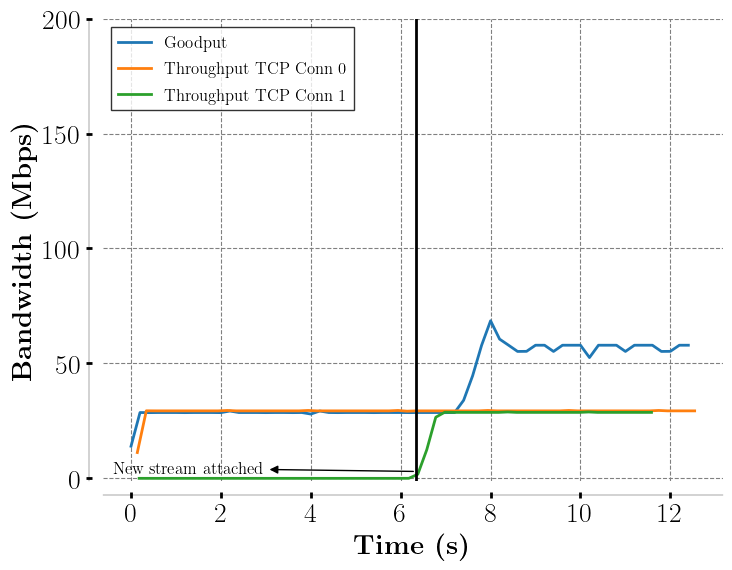 Goodput
Throughput TCP Conn 0
Throughput TCP Conn 1
200
150
100
50
0
Bandwidth (Mbps)
New stream attached
0 2 4 6 8 10 12
Time (s)